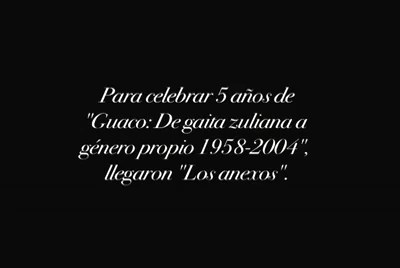 Para celebrar 5 años de
"Guaco: De gaita zuliana a
género propio 1958-2004",
llegaron "Los anexos".